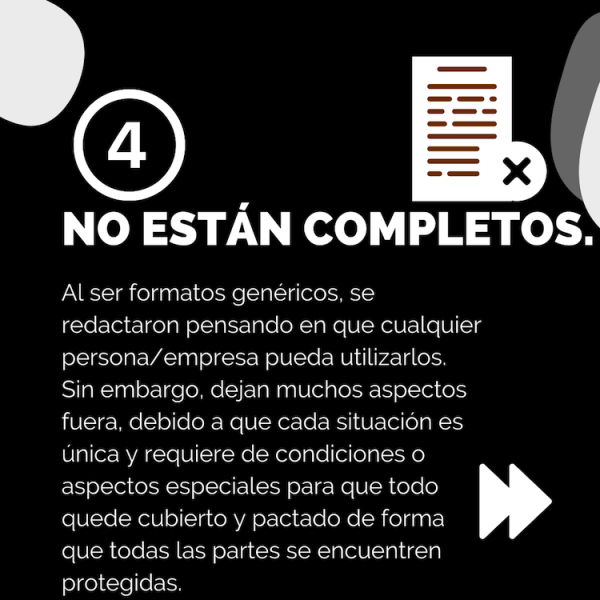 4
NO ESTÁN COMPLETOS.
Al ser formatos genéricos, se
redactaron pensando en que cualquier
persona/empresa pueda utilizarlos.
Sin embargo, dejan muchos aspectos
fuera, debido a que cada situación es
única y requiere de condiciones o
aspectos especiales para que todo
quede cubierto y pactado de forma
que todas las partes se encuentren
protegidas.